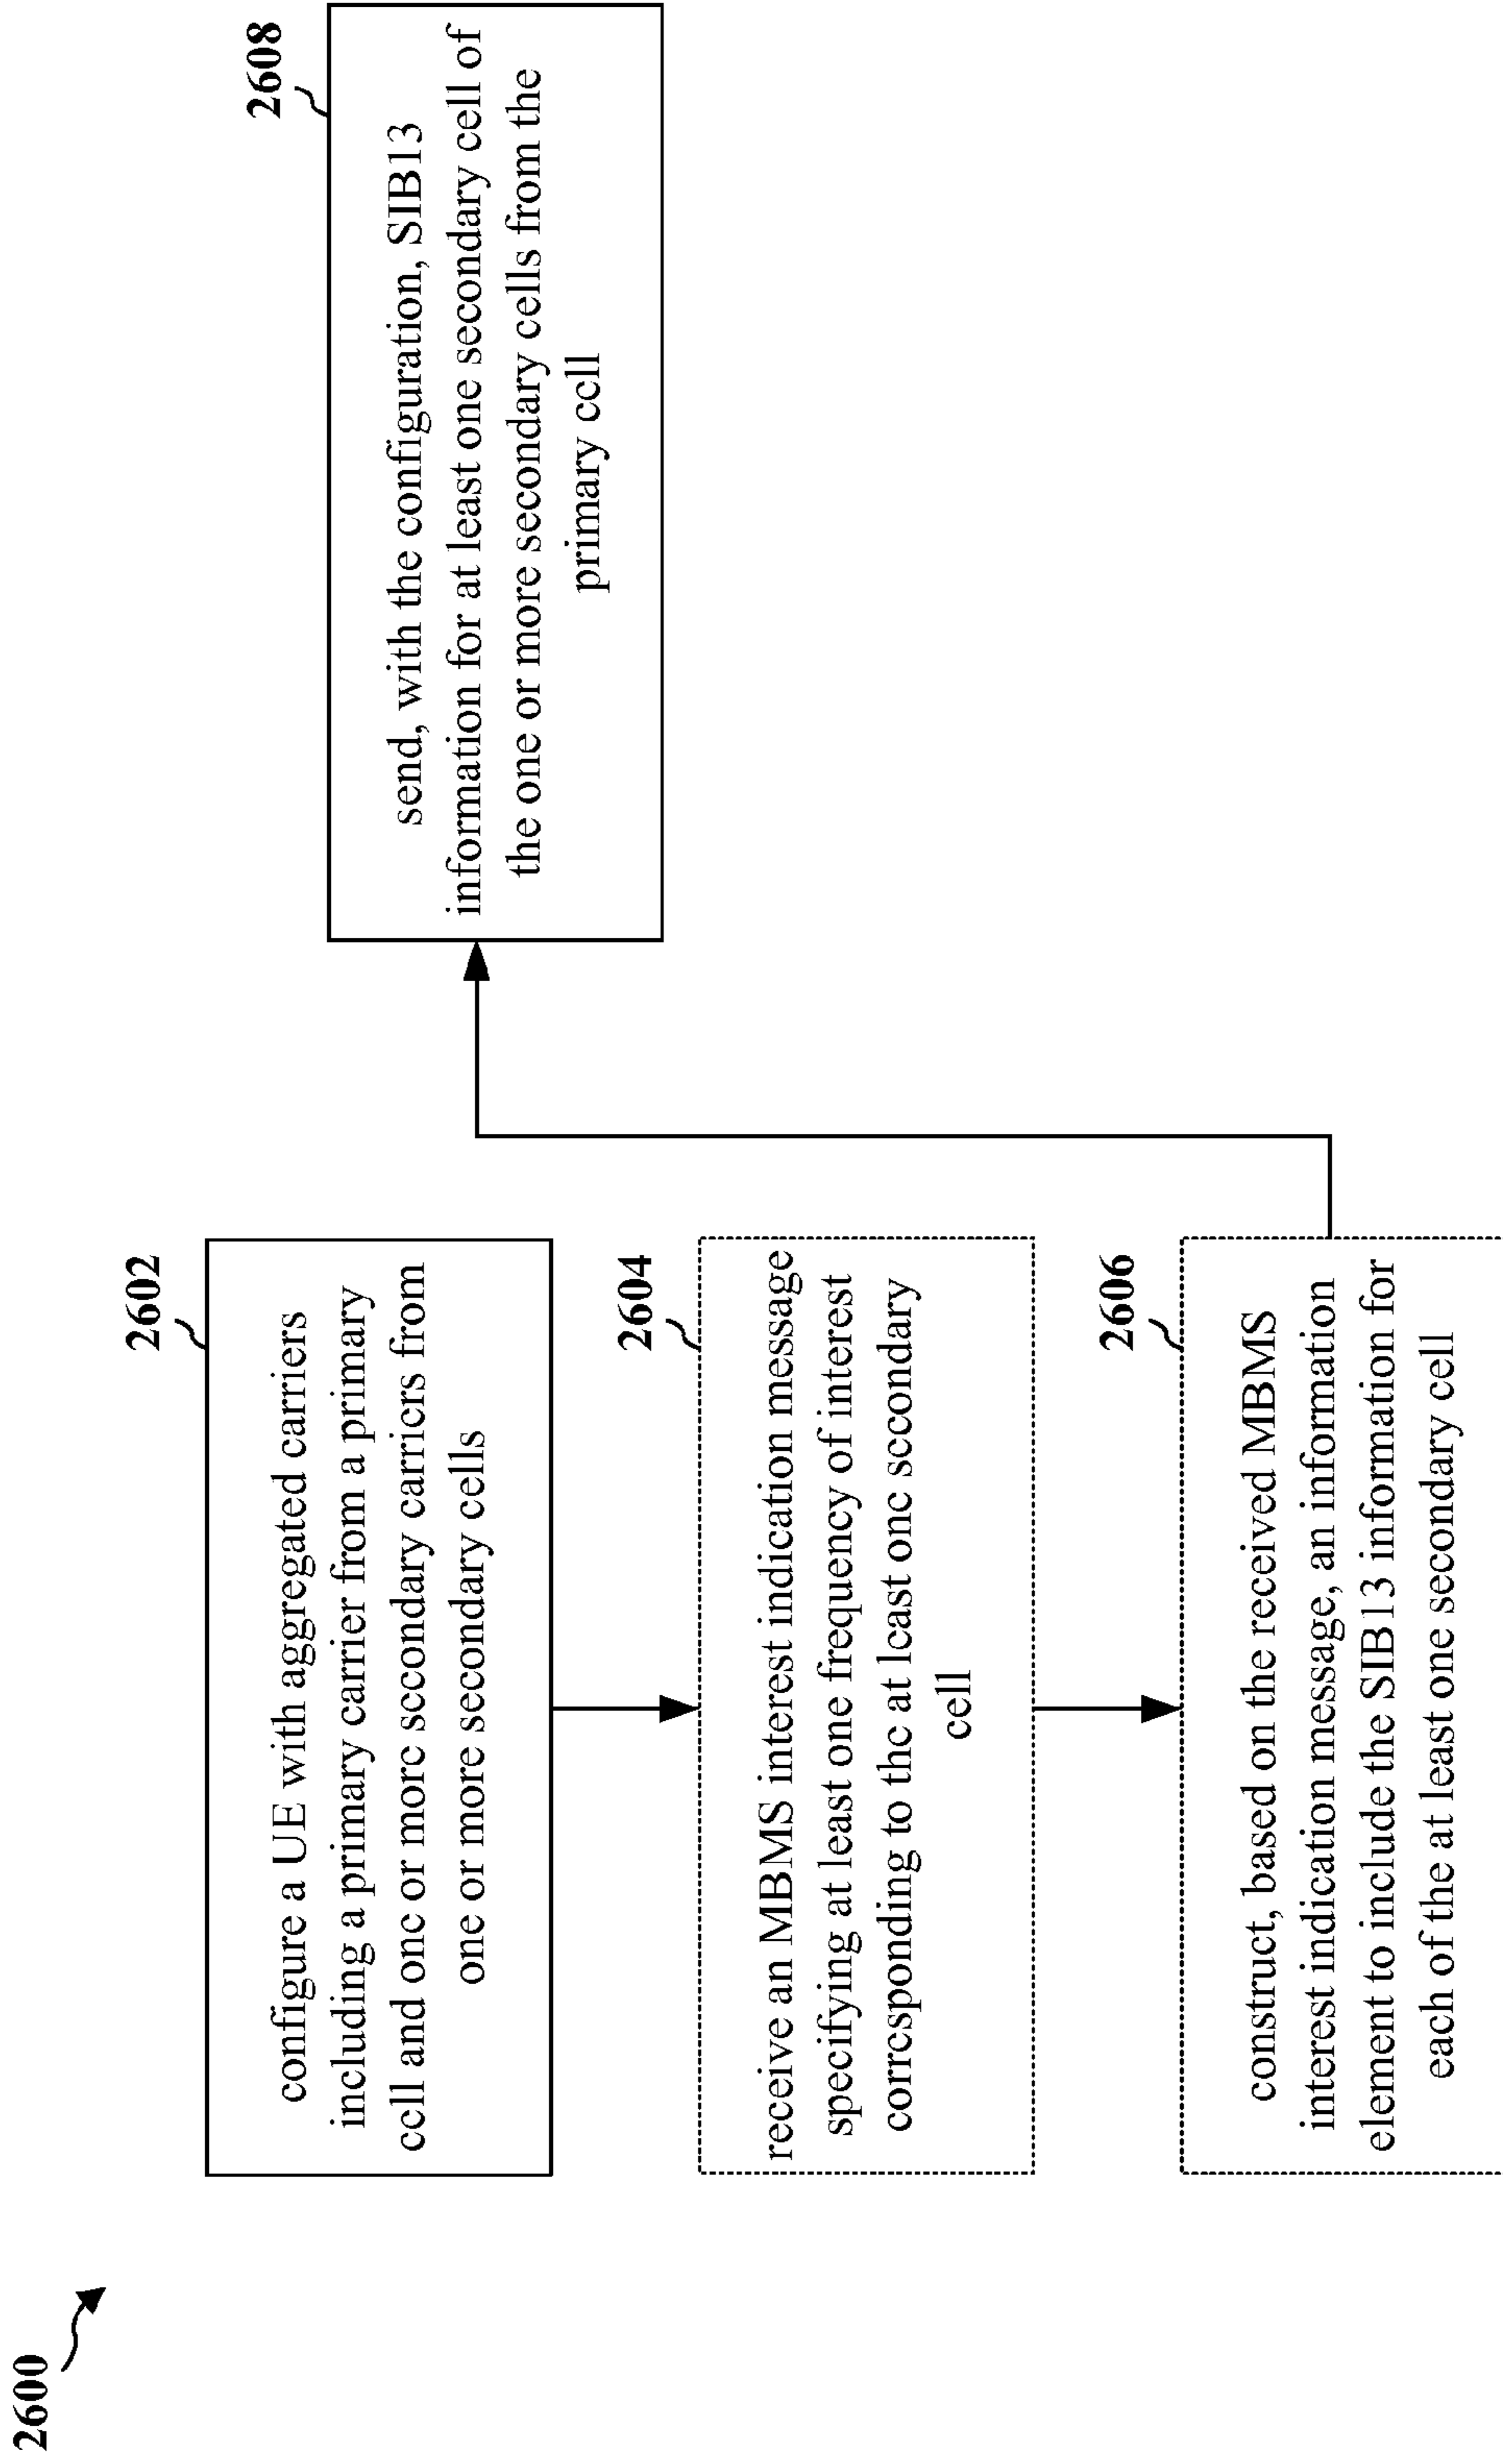 2600
2602
configure a UE with aggregated carriers
including a primary carrier from a primary
cell and one or more secondary carriers from
one or more secondary cells
2604
receive an MBMS interest indication message
specifying at least one frequency of interest
corresponding to the at least one secondary
cell
2606
construct, based on the received MBMS
interest indication message, an information
element to include the SIB13 information for
each of the at least one secondary cell
2608
send, with the configuration, SIB13
information for at least one secondary cell of
the one or more secondary cells from the
primary cell